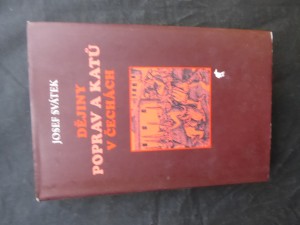 JOSEF SVÁTEK
DĚJINY
POPRAV A KATŮ
V ČECHÁCH